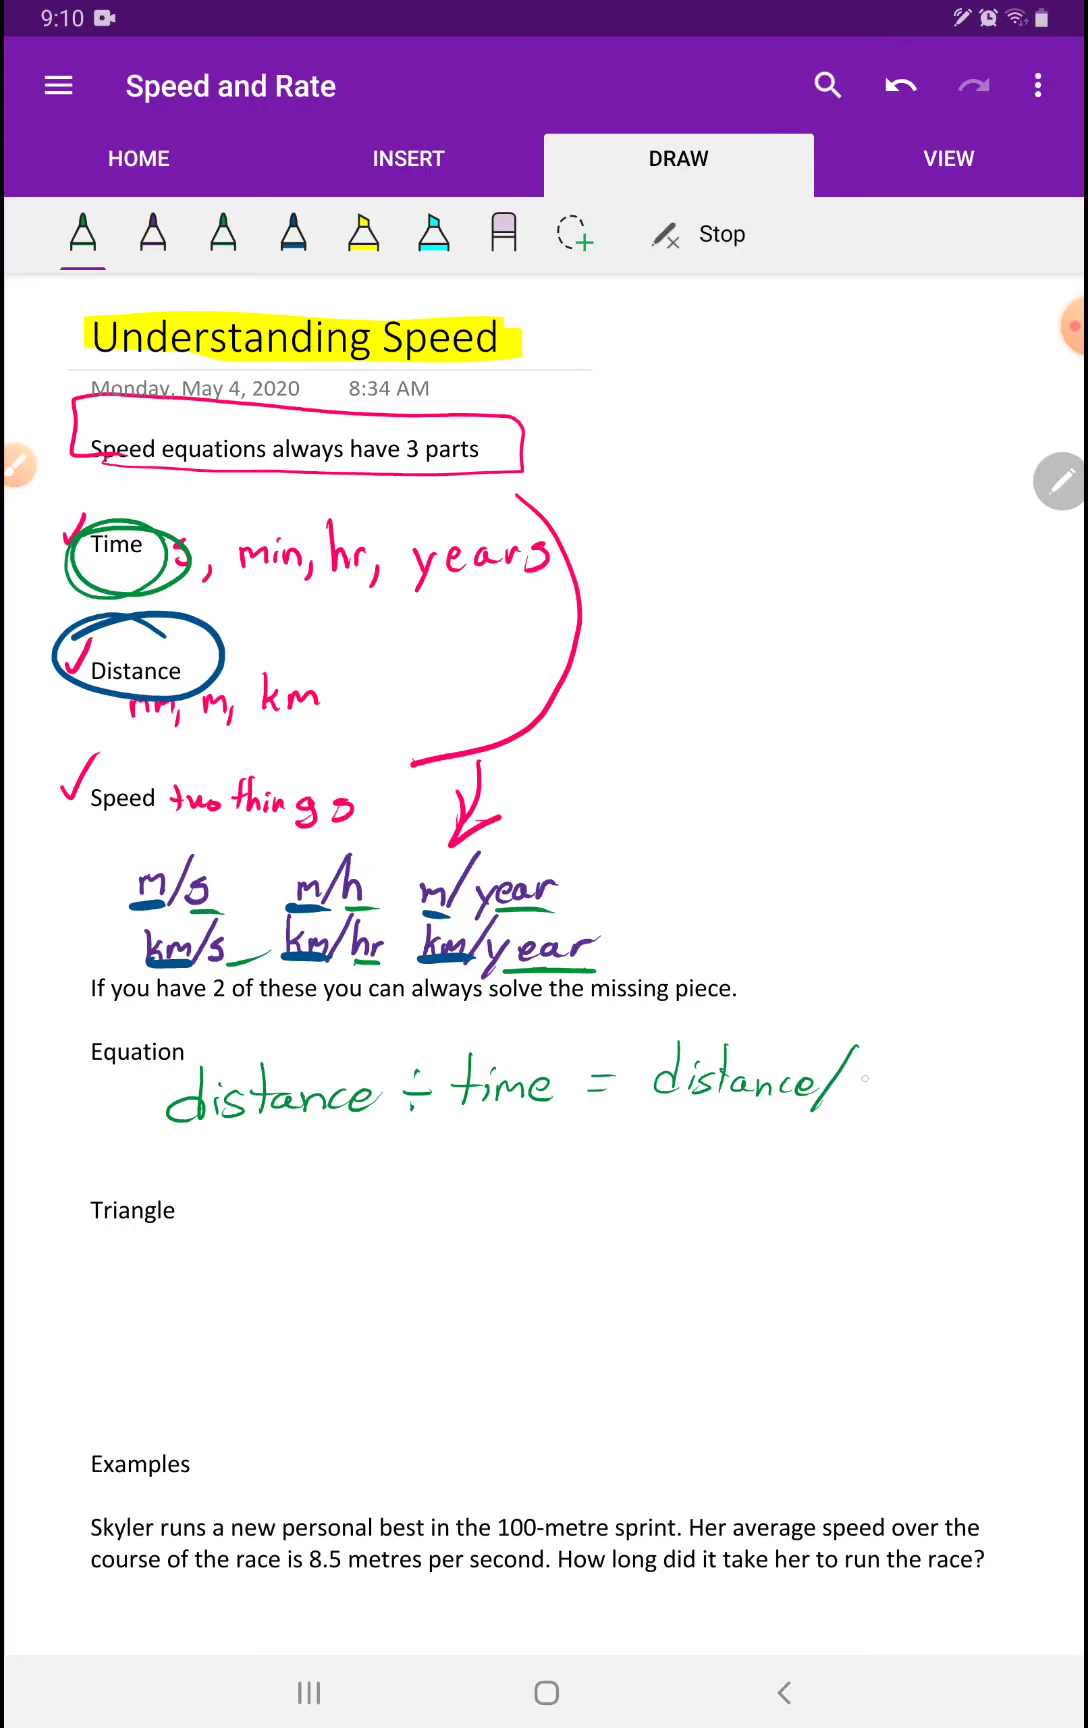 9:10
Speed and Rate
HOME INSERT DRAW VIEW
Stop
Understanding Speed
Monday, May 4, 2020 8:34 AM
Speed equations always have 3 parts
Time s, min, hr, years
Distance
m, km
Speed two things
m/s m/h m/year
km/s km/hr km/year
If you have 2 of these you can always solve the missing piece.
Equation
distance ÷ time = distance/
Triangle
Examples
Skyler runs a new personal best in the 100-metre sprint. Her average speed over the
course of the race is 8.5 metres per second. How long did it take her to run the race?